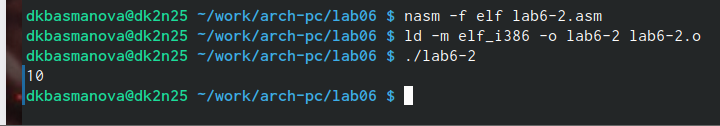 dkbasmanova@dk2n25 ~/work/arch-pc/lab06 $ nasm -f elf lab6-2.asm
dkbasmanova@dk2n25 ~/work/arch-pc/lab06 $ ld -m elf_i386 -o lab6-2 lab6-2.o
dkbasmanova@dk2n25 ~/work/arch-pc/lab06 $ ./lab6-2
10
dkbasmanova@dk2n25 ~/work/arch-pc/lab06 $